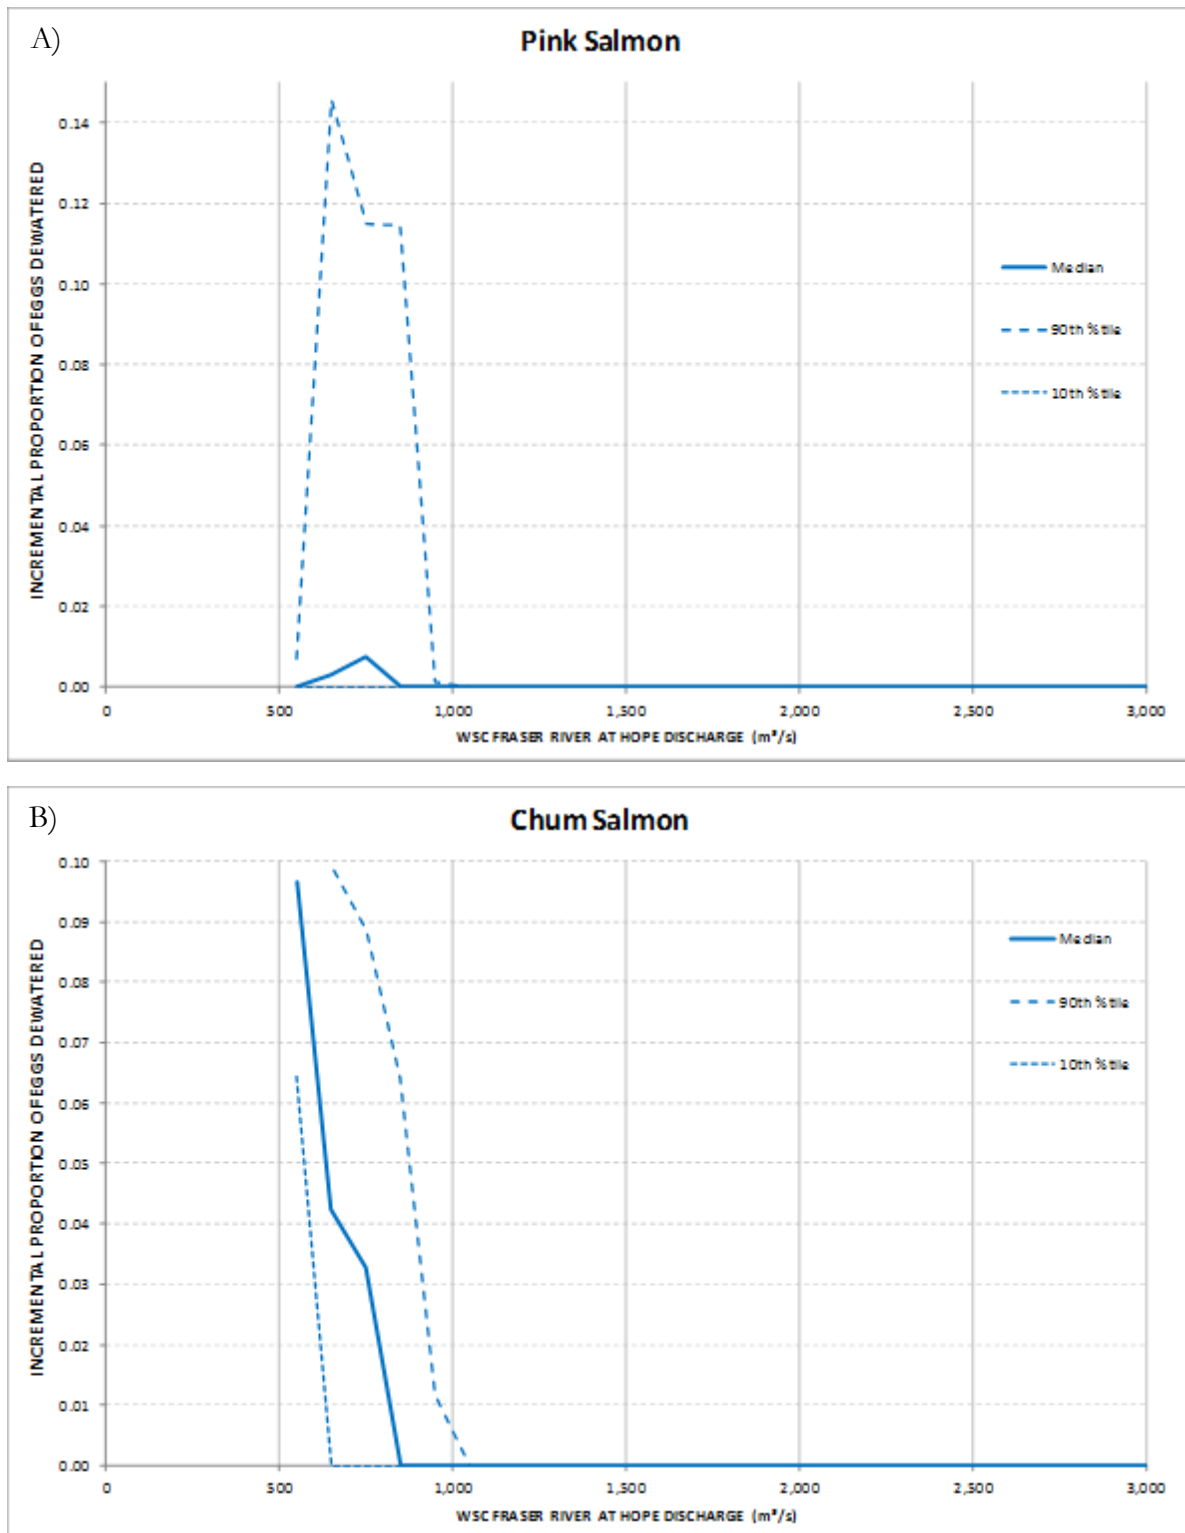 A)
Pink Salmon
INCREMENTAL PROPORTION OF EGGS DEWATERED
0.14
0.12
0.10
0.08
0.06
0.04
0.02
0.00
Median
90th %tile
10th %tile
0 500 1,000 1,500 2,000 2,500 3,000
WSC FRASER RIVER AT HOPE DISCHARGE (m³/s)
B)
Chum Salmon
INCREMENTAL PROPORTION OF EGGS DEWATERED
0.10
0.09
0.08
0.07
0.06
0.05
0.04
0.03
0.02
0.01
0.00
Median
90th %tile
10th %tile
0 500 1,000 1,500 2,000 2,500 3,000
WSC FRASER RIVER AT HOPE DISCHARGE (m³/s)